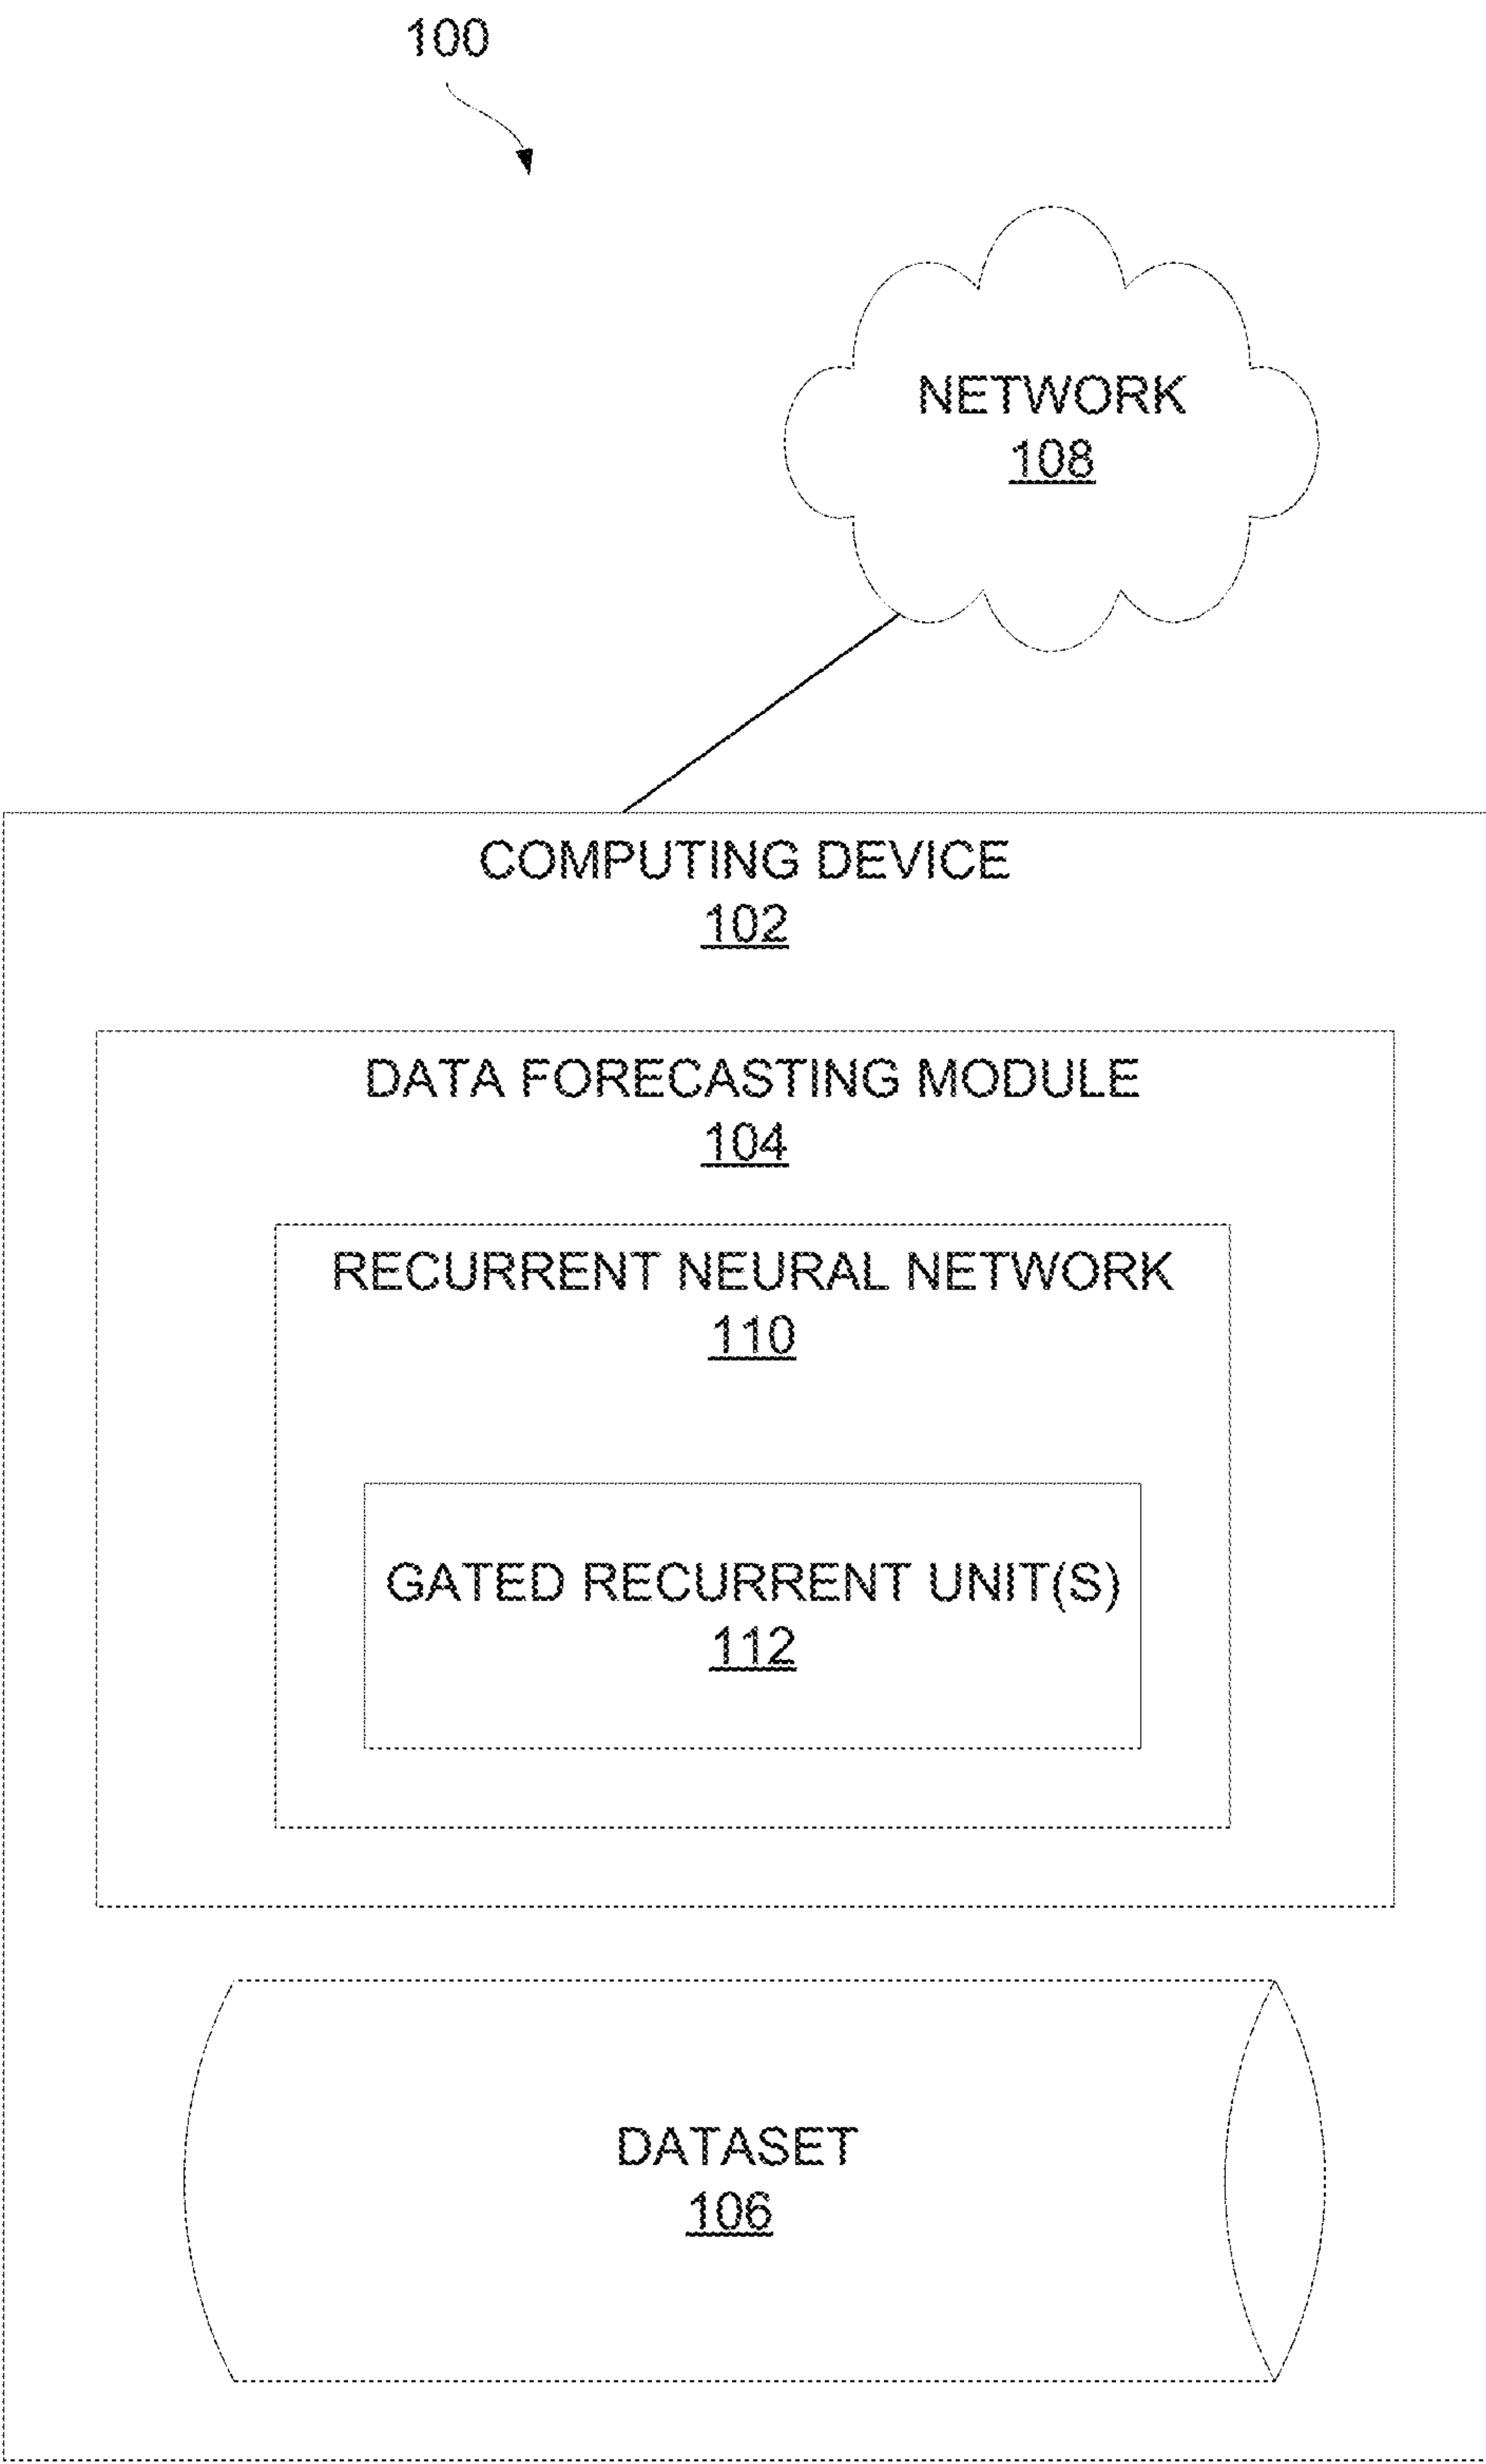 100
NETWORK
108
COMPUTING DEVICE
102
DATA FORECASTING MODULE
104
RECURRENT NEURAL NETWORK
110
GATED RECURRENT UNIT(S)
112
DATASET
106